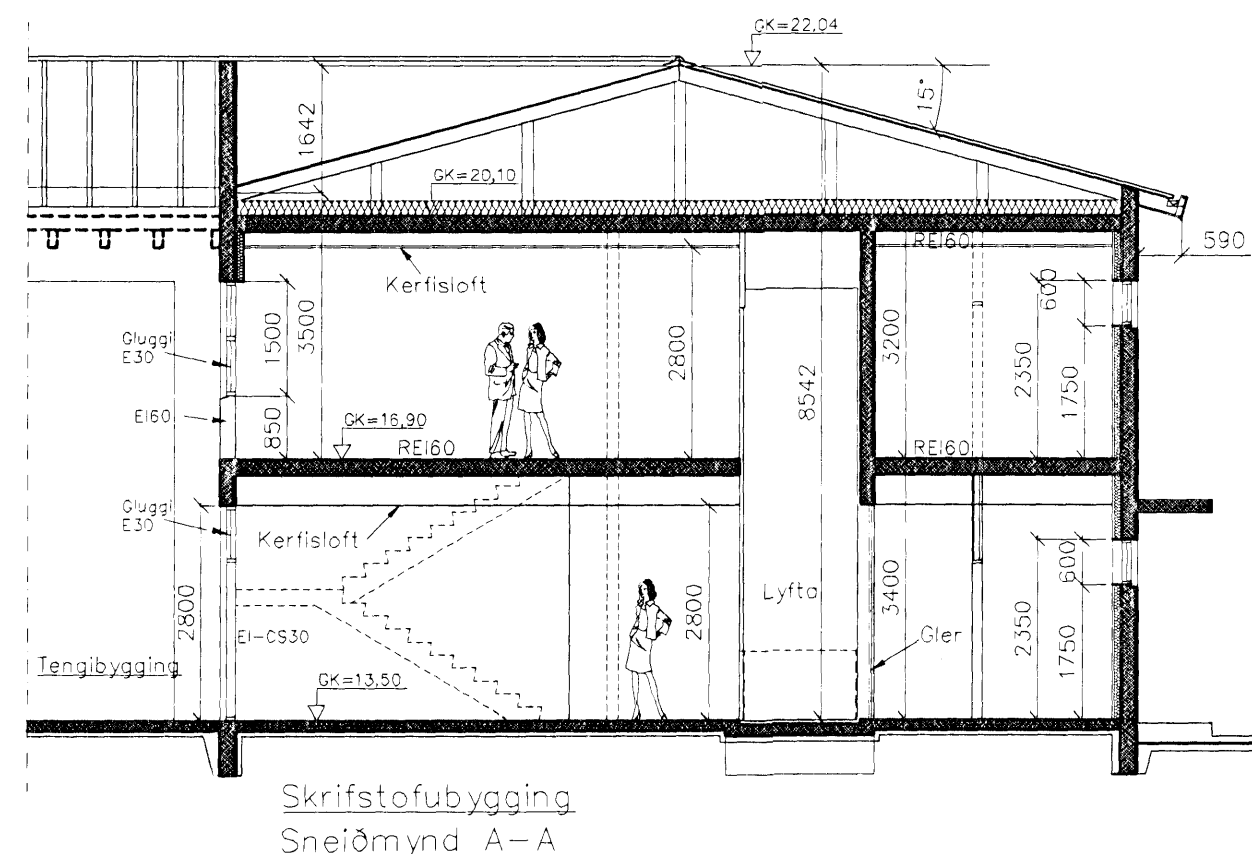 GK=22,04
15°
1642
GK=20,10
REI60
590
Kerfisloft
600
Gluggi
E30
1500
3500
2800
3200
2350
8542
1750
EI60
850
GK=16,90
REI60
REI60
Gluggi
E30
Kerfisloft
600
2800
Lyfta
3400
2800
EI-CS30
Gler
2350
1750
Tengibygging
GK=13,50
Skrifstofubygging
Sneiðmynd A-A